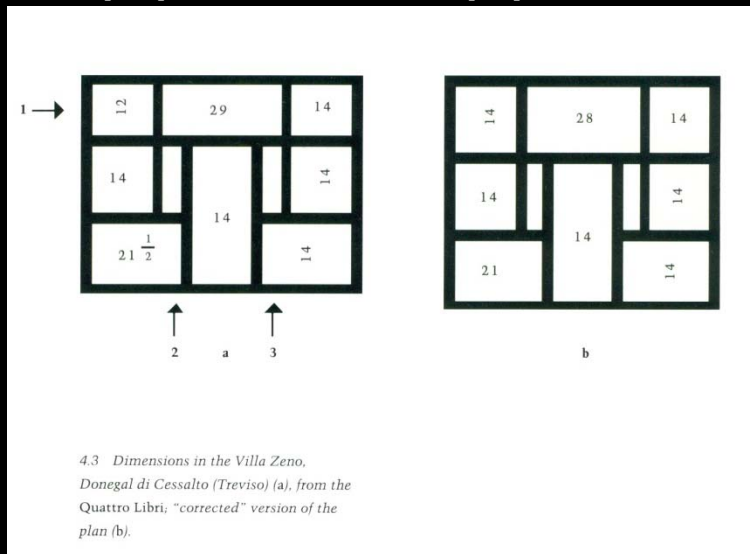 1 12 29 14
14 14
14
21 1/2 14
2 a 3
14 28 14
14 14
14
21 14
b
4.3 Dimensions in the Villa Zeno,
Donegal di Cessalto (Treviso) (a), from the
Quattro Libri; "corrected" version of the
plan (b).